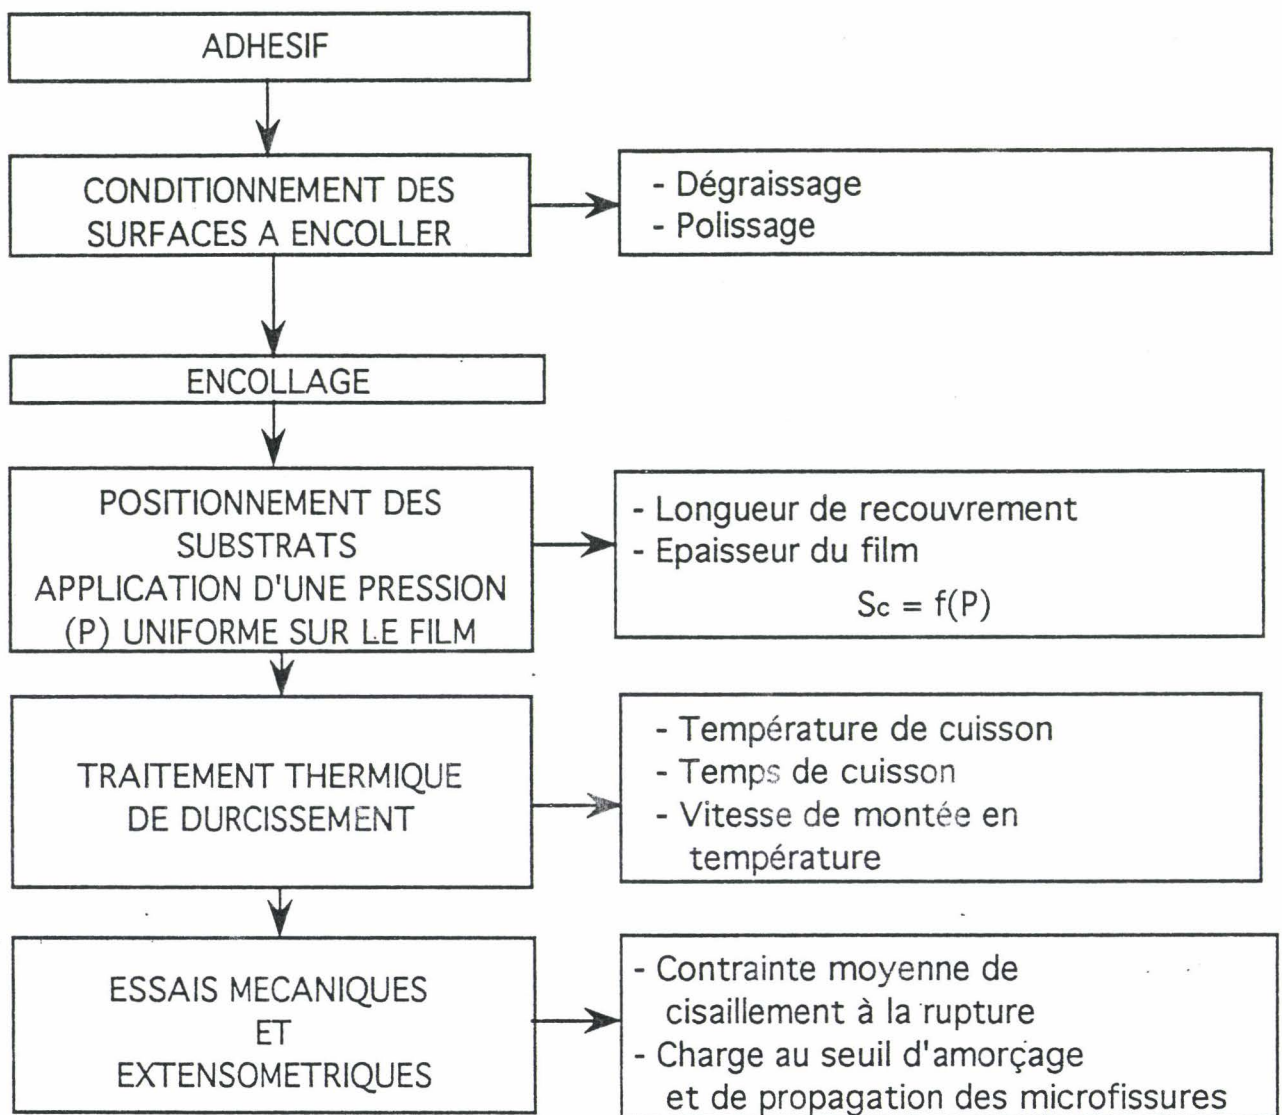 ADHESIF
CONDITIONNEMENT DES
SURFACES A ENCOLLER
- Dégraissage
- Polissage
ENCOLLAGE
POSITIONNEMENT DES
SUBSTRATS
APPLICATION D'UNE PRESSION
(P) UNIFORME SUR LE FILM
- Longueur de recouvrement
- Epaisseur du film
Sc = f(P)
TRAITEMENT THERMIQUE
DE DURCISSEMENT
- Température de cuisson
- Temps de cuisson
- Vitesse de montée en
température
ESSAIS MECANIQUES
ET
EXTENSOMETRIQUES
- Contrainte moyenne de
cisaillement à la rupture
- Charge au seuil d'amorçage
et de propagation des microfissures